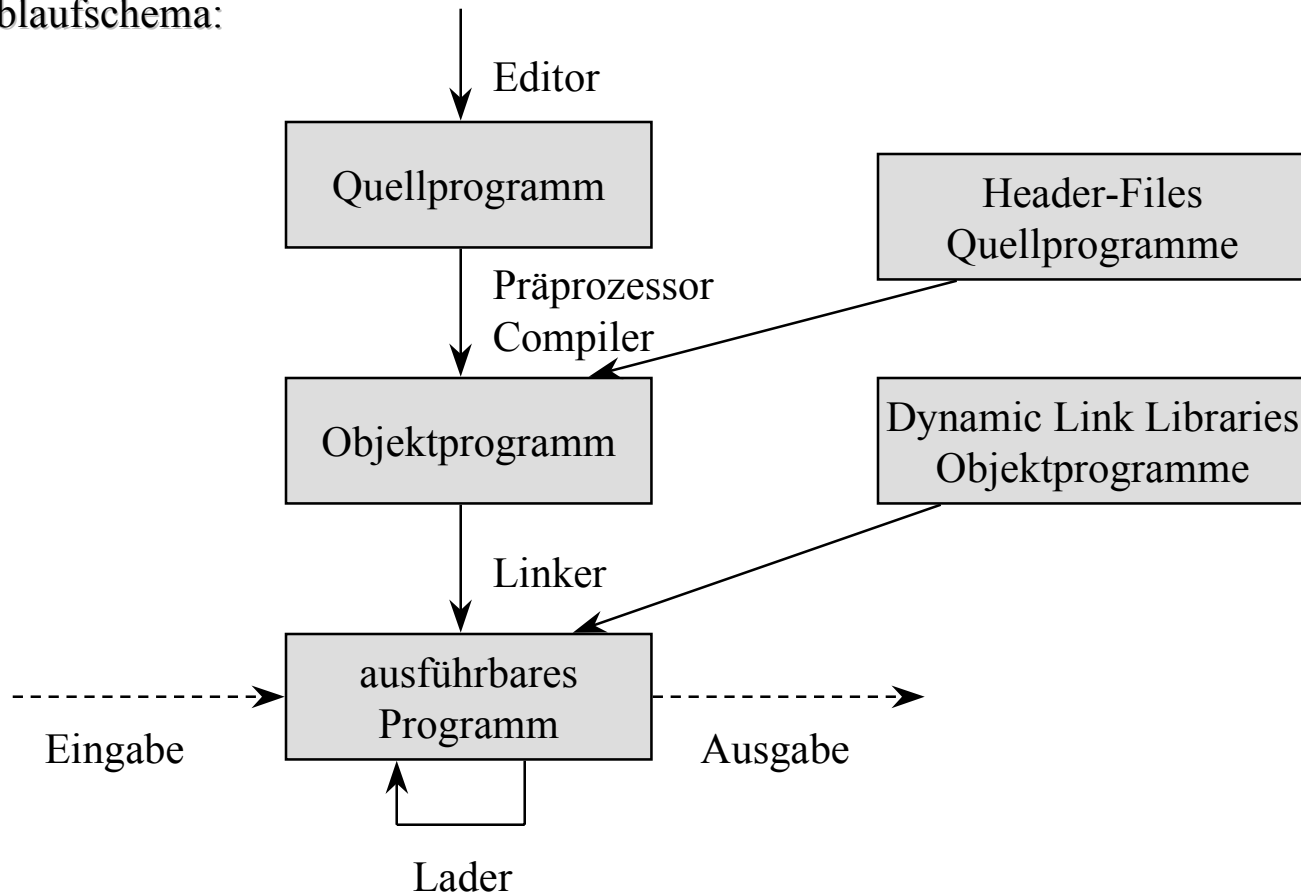 blaufschema:
Editor
Quellprogramm
Header-Files
Quellprogramme
Präprozessor
Compiler
Objektprogramm
Dynamic Link Libraries
Objektprogramme
Linker
ausführbares
Programm
Eingabe
Ausgabe
Lader